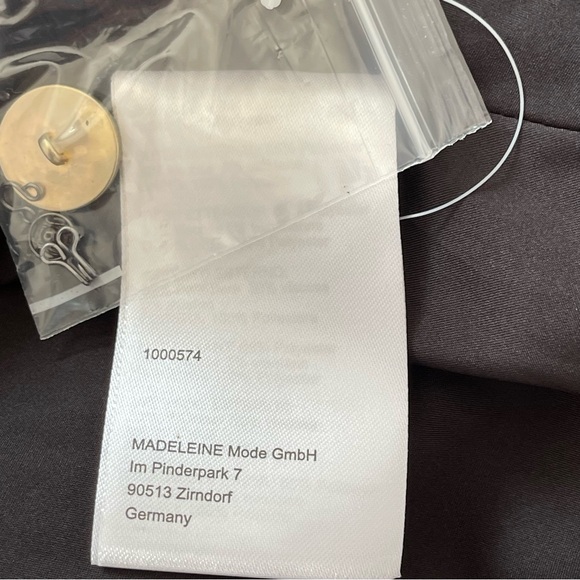 1000574
MADELEINE Mode GmbH
Im Pinderpark 7
90513 Zirndorf
Germany